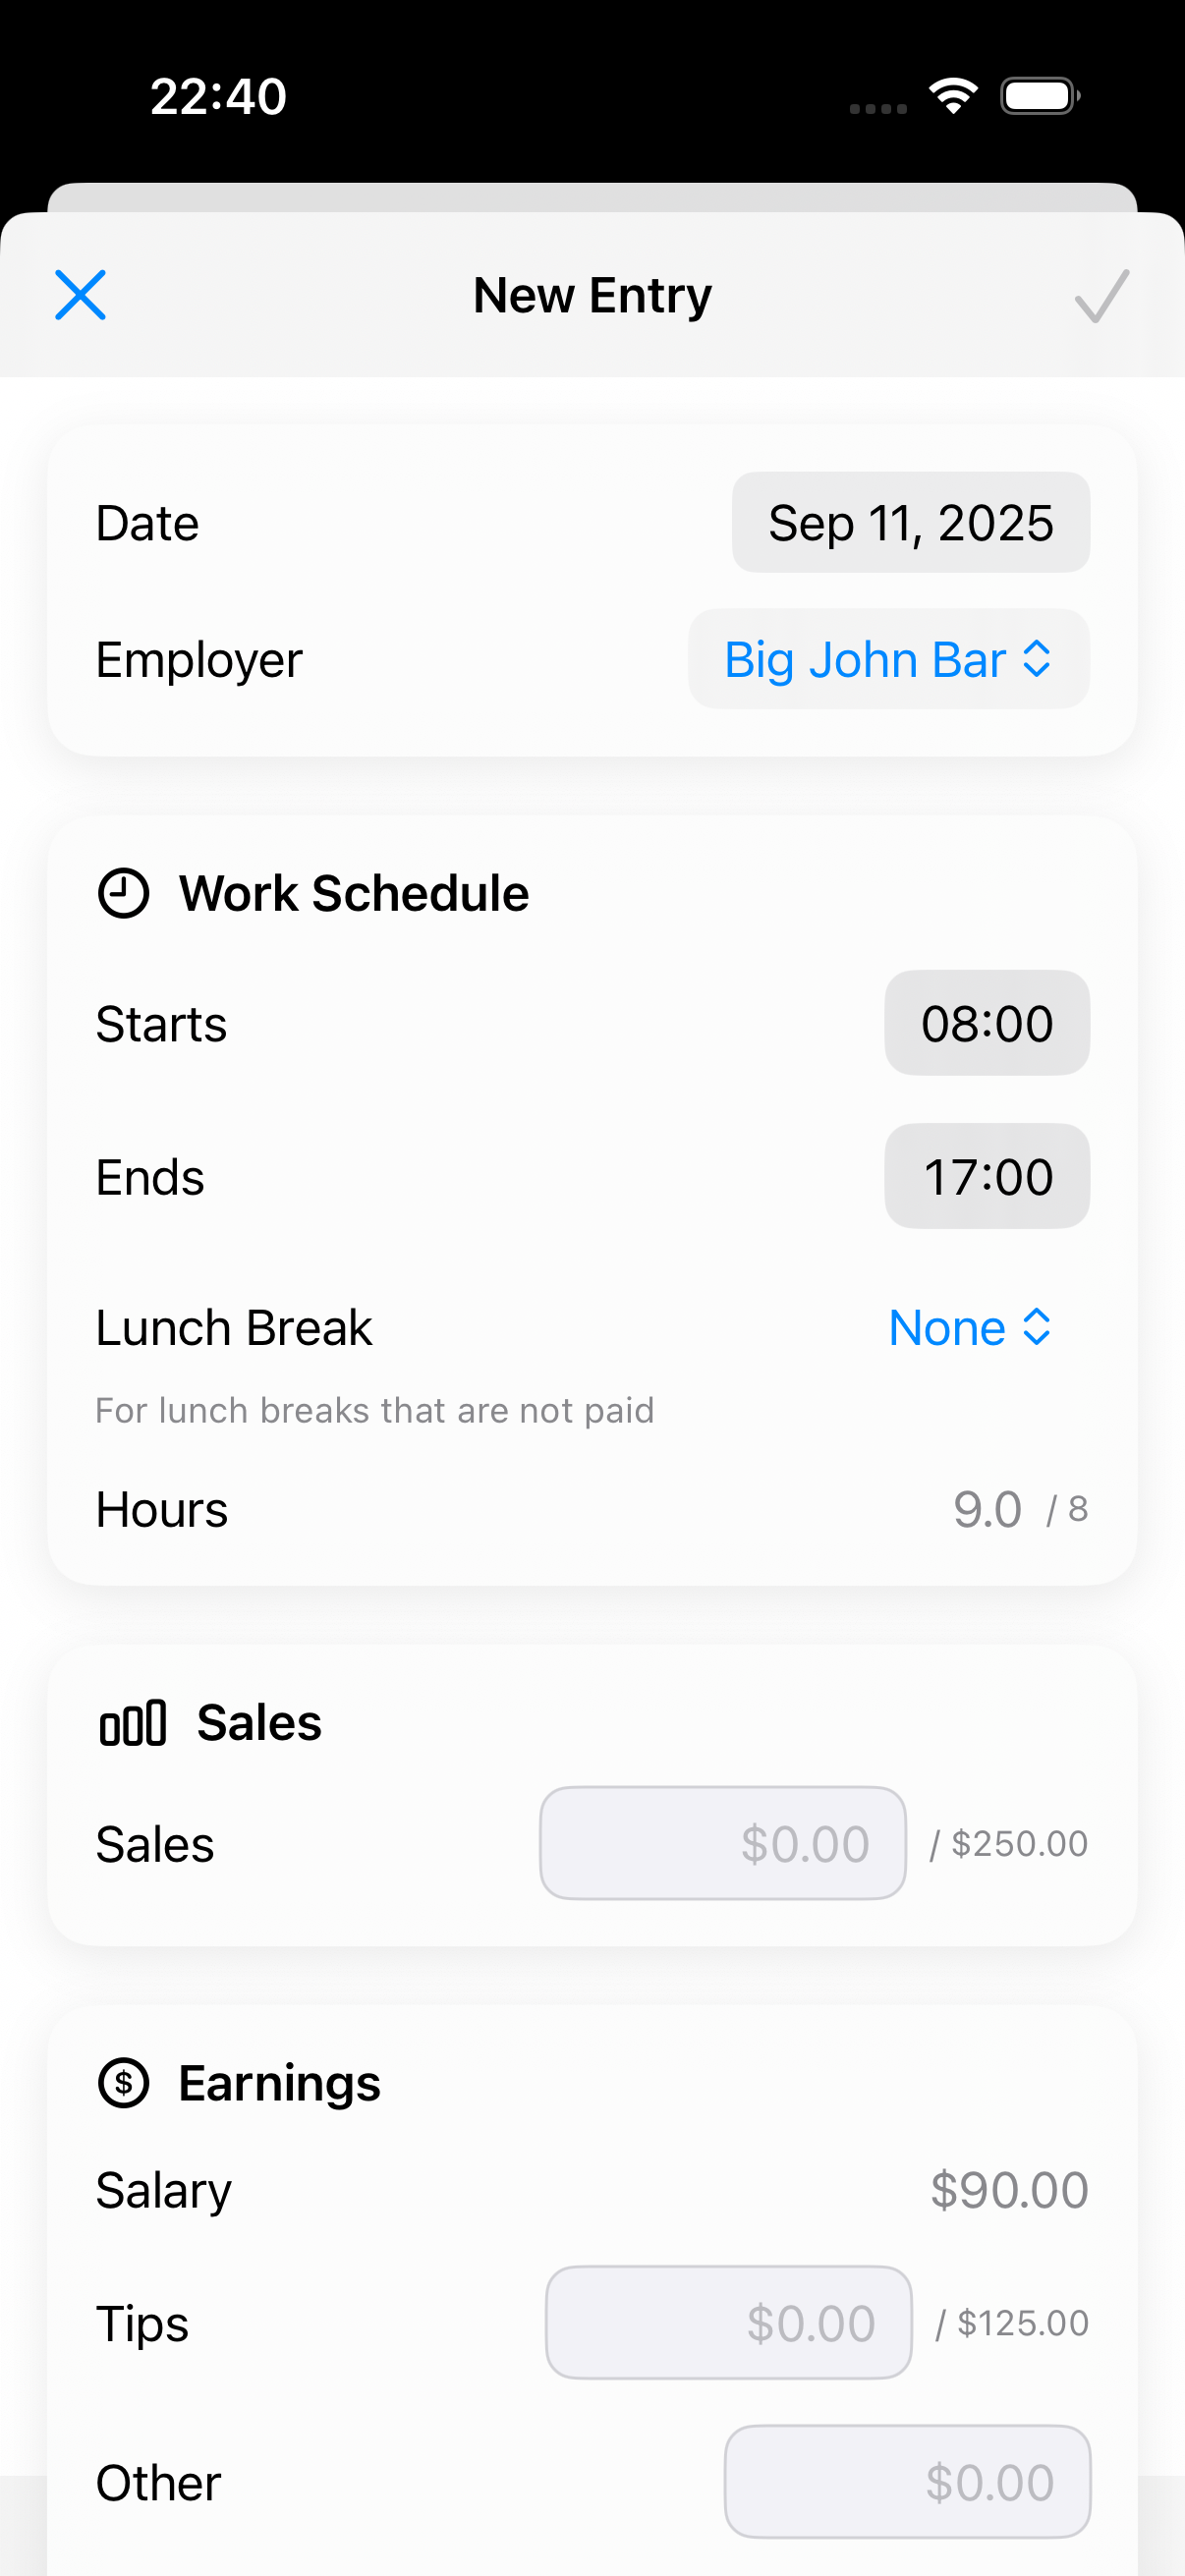 22:40
New Entry
Date Sep 11, 2025
Employer Big John Bar
Work Schedule
Starts 08:00
Ends 17:00
Lunch Break None
For lunch breaks that are not paid
Hours 9.0 / 8
Sales
Sales $0.00 / $250.00
$ Earnings
Salary $90.00
Tips $0.00 / $125.00
Other $0.00